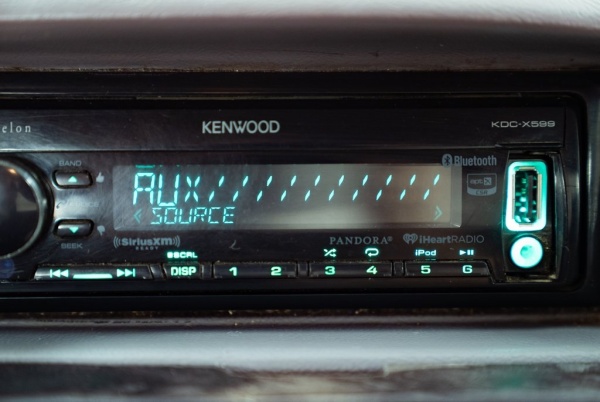 elon
KENWOOD
KDC-X599
BAND
Bluetooth
AUX
SOURCE
SEEK
SiriusXM
READY
PANDORA
iHeartRADIO
SCRL
iPod
DISP
1
2
3
4
5
6